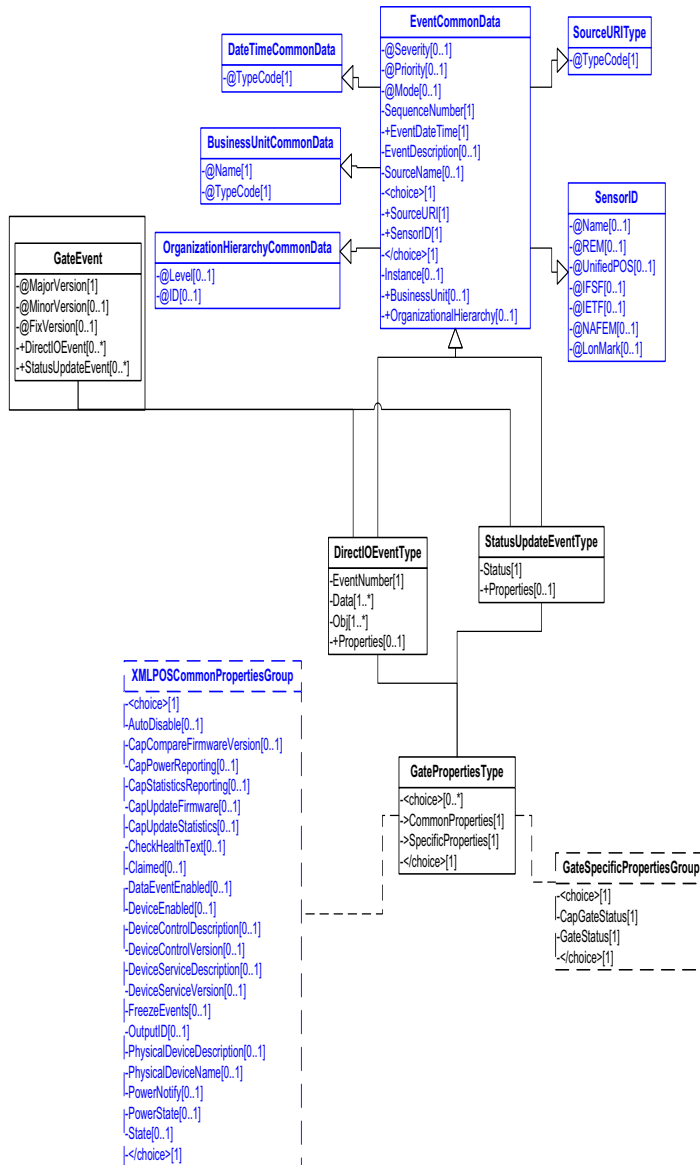 EventCommonData
-@Severity[0..1]
-@Priority[0..1]
-@Mode[0..1]
-SequenceNumber[1]
-+EventDateTime[1]
-EventDescription[0..1]
-SourceName[0..1]
-<choice>[1]
-+SourceURI[1]
-+SensorID[1]
-</choice>[1]
-Instance[0..1]
-+BusinessUnit[0..1]
-+OrganizationalHierarchy[0..1]
DateTimeCommonData
-@TypeCode[1]
SourceURIType
-@TypeCode[1]
BusinessUnitCommonData
-@Name[1]
-@TypeCode[1]
OrganizationHierarchyCommonData
-@Level[0..1]
-@ID[0..1]
SensorID
-@Name[0..1]
-@REM[0..1]
-@UnifiedPOS[0..1]
-@IFSF[0..1]
-@IETF[0..1]
-@NAFEM[0..1]
-@LonMark[0..1]
GateEvent
-@MajorVersion[1]
-@MinorVersion[0..1]
-@FixVersion[0..1]
-+DirectIOEvent[0..*]
-+StatusUpdateEvent[0..*]
DirectIOEventType
-EventNumber[1]
-Data[1..*]
-Obj[1..*]
-+Properties[0..1]
StatusUpdateEventType
-Status[1]
-+Properties[0..1]
XMLPOSCommonPropertiesGroup
-<choice>[1]
-AutoDisable[0..1]
-CapCompareFirmwareVersion[0..1]
-CapPowerReporting[0..1]
-CapStatisticsReporting[0..1]
-CapUpdateFirmware[0..1]
-CapUpdateStatistics[0..1]
-CheckHealthText[0..1]
-Claimed[0..1]
-DataEventEnabled[0..1]
-DeviceEnabled[0..1]
-DeviceControlDescription[0..1]
-DeviceControlVersion[0..1]
-DeviceServiceDescription[0..1]
-DeviceServiceVersion[0..1]
-FreezeEvents[0..1]
-OutputID[0..1]
-PhysicalDeviceDescription[0..1]
-PhysicalDeviceName[0..1]
-PowerNotify[0..1]
-PowerState[0..1]
-State[0..1]
-</choice>[1]
GatePropertiesType
-<choice>[0..*]
->CommonProperties[1]
->SpecificProperties[1]
-</choice>[1]
GateSpecificPropertiesGroup
-<choice>[1]
-CapGateStatus[1]
-GateStatus[1]
-</choice>[1]